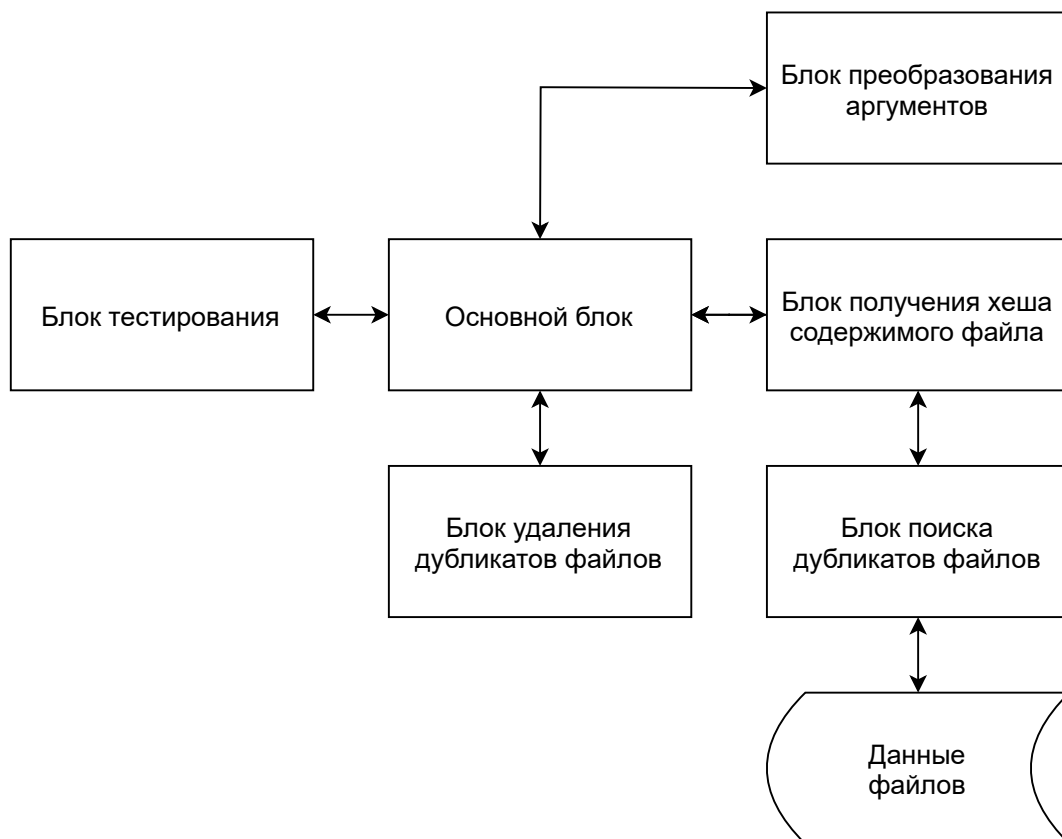 Блок преобразования
аргументов
Блок тестирования
Основной блок
Блок получения хеша
содержимого файла
Блок удаления
дубликатов файлов
Блок поиска
дубликатов файлов
Данные
файлов